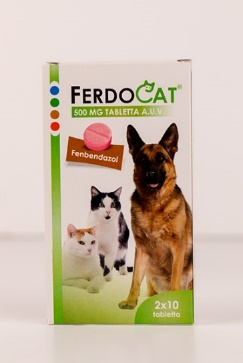 FERDOCAT®
500 MG TABLETTA A.U.V.
Fenbendazol
2x10
tabletta